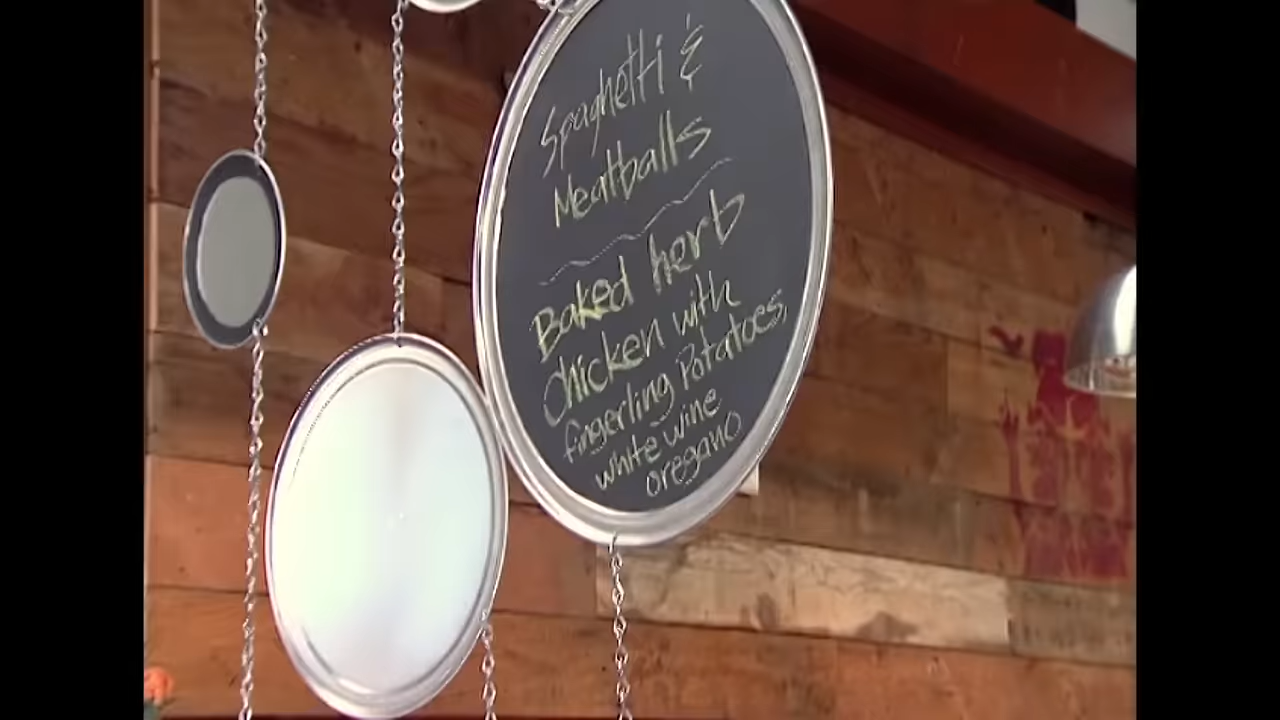 Spaghetti &
Meatballs
Baked herb
chicken with
fingerling Potatoes,
white wine
oregano